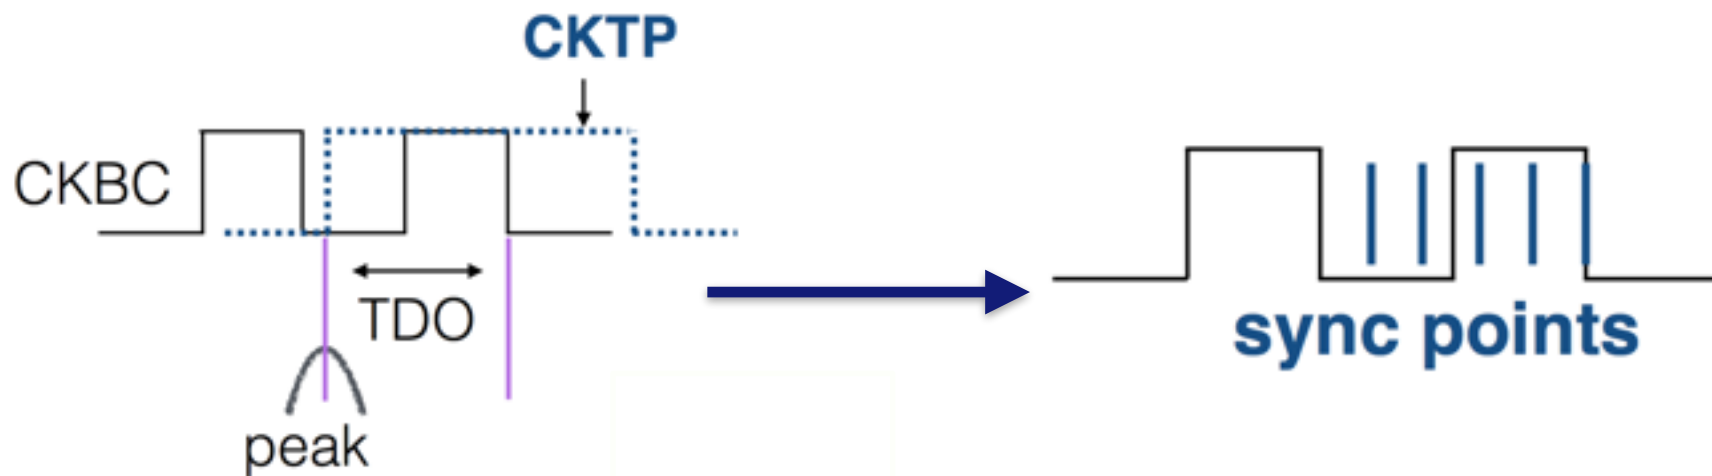 CKTP
CKBC
TDO
peak
sync points